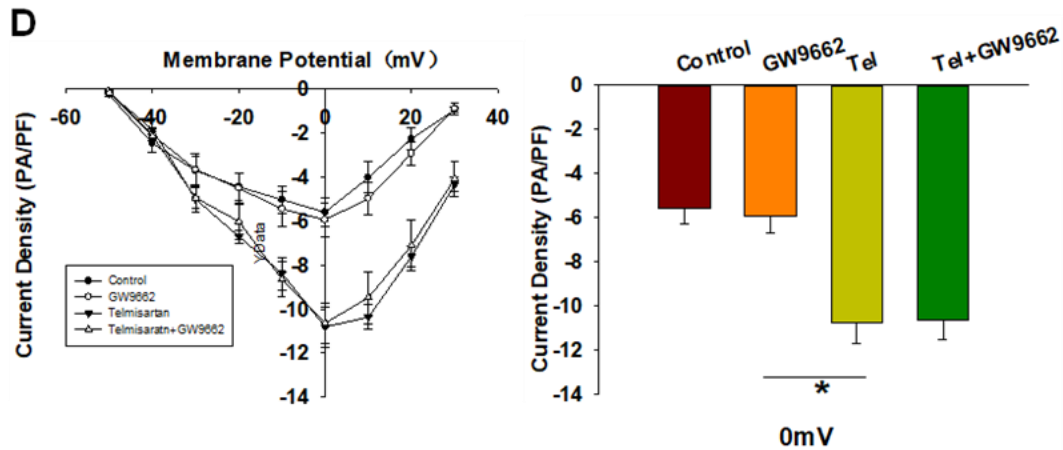 D
Membrane Potential (mV)
-60
-40
-20
0
20
40
-2
-4
-6
-8
-10
-12
-14
Current Density (PA/PF)
Y Data
Control
GW9662
Telmisartan
Telmisaratn+GW9662
Control
GW9662
Tel
Tel+GW9662
0
-2
-4
-6
-8
-10
-12
-14
Current Density (PA/PF)
*
0mV